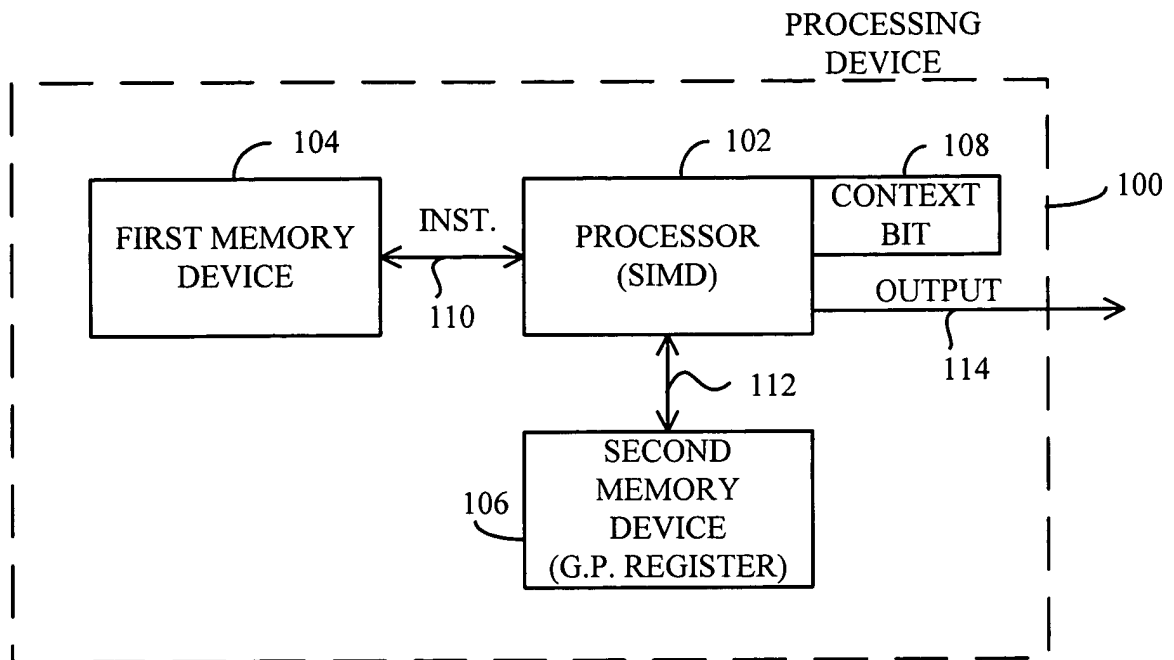 PROCESSING
DEVICE
104
102
108
100
FIRST MEMORY
DEVICE
INST.
110
PROCESSOR
(SIMD)
CONTEXT
BIT
OUTPUT
114
112
106
SECOND
MEMORY
DEVICE
(G.P. REGISTER)